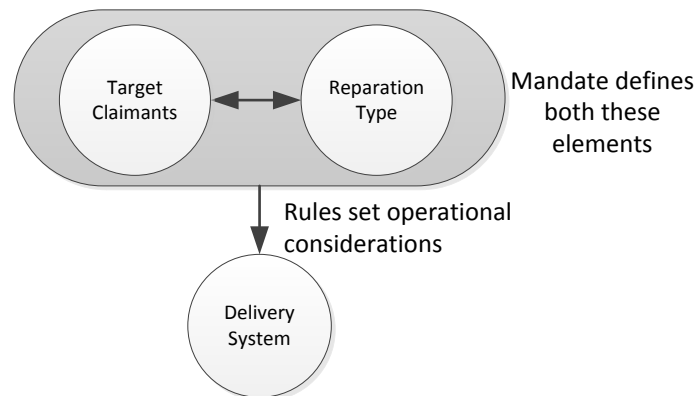 Target
Claimants
Reparation
Type
Mandate defines
both these
elements
Rules set operational
considerations
Delivery
System